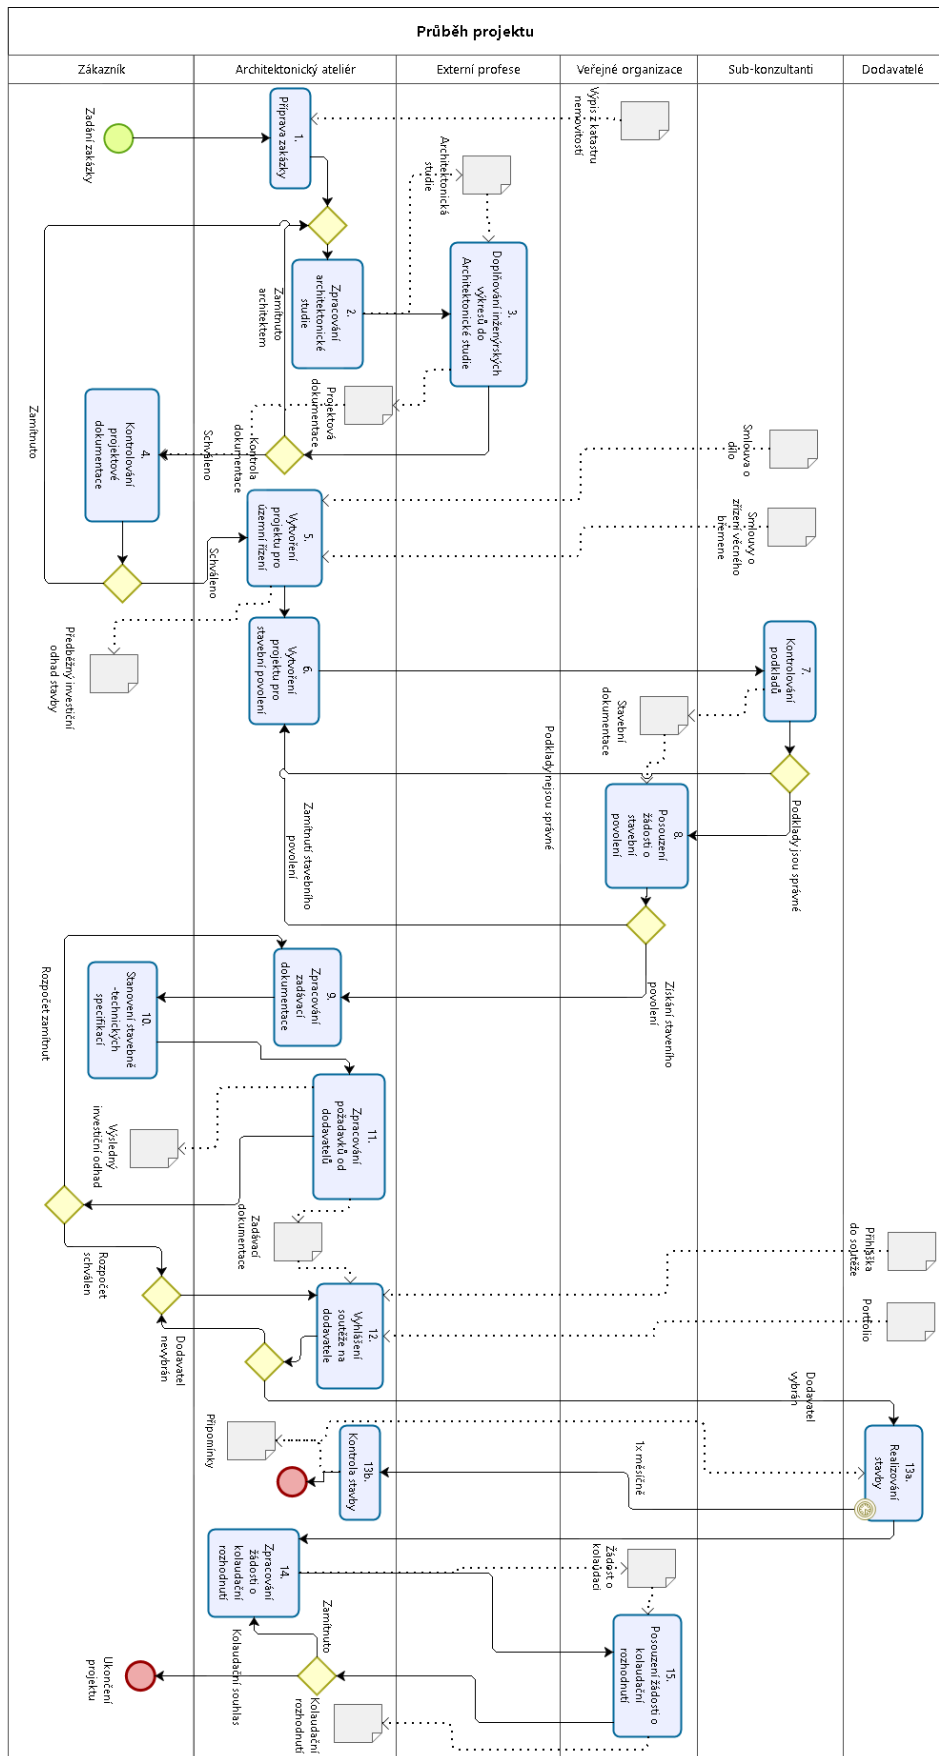 Průběh projektu
Zákazník
Architektonický ateliér
Externí profese
Veřejné organizace
Sub-konzultanti
Dodavatelé
Zadání zakázky
1.
Příprava zakázky
Výpis z katastru
nemovitostí
Architektonická
studie
2.
Zpracování
architektonické
studie
3.
Doplňování inženýrských
výkresů do
Architektonické studie
Zamítnuto
architektem
Projektová
dokumentace
Kontrola
dokumentace
Schváleno
4.
Kontrolování
projektové
dokumentace
Zamítnuto
Schváleno
Smlouva o
dílo
Smlouvy o
zřízení věcného
břemene
5.
Vytvoření
projektu pro
územní řízení
Předběžný investiční
odhad stavby
6.
Vytvoření
projektu pro
stavební povolení
7.
Kontrolování
podkladů
Stavební
dokumentace
Podklady nejsou správné
Podklady jsou správné
8.
Posouzení
žádosti o
stavební
povolení
Zamítnutí stavebního
povolení
Získání staveního
povolení
9.
Zpracování
zadávací
dokumentace
10.
Stanovení stavebně
-technických
specifikací
Rozpočet zamítnut
11.
Zpracování
požadavků od
dodavatelů
Výsledný
investiční odhad
Zadávací
dokumentace
Rozpočet
schválen
Přihláška
do soutěže
Portfolio
12.
Vyhlášení
soutěže na
dodavatele
Dodavatel
nevybrán
Dodavatel
vybrán
Připomínky
13b.
Kontrola stavby
1x měsíčně
13a.
Realizování
stavby
14.
Zpracování
žádosti o
kolaudační
rozhodnutí
Žádost o
kolaudaci
15.
Posouzení žádosti o
kolaudační
rozhodnutí
Zamítnuto
Kolaudační souhlas
Kolaudační
rozhodnutí
Ukončení
projektu